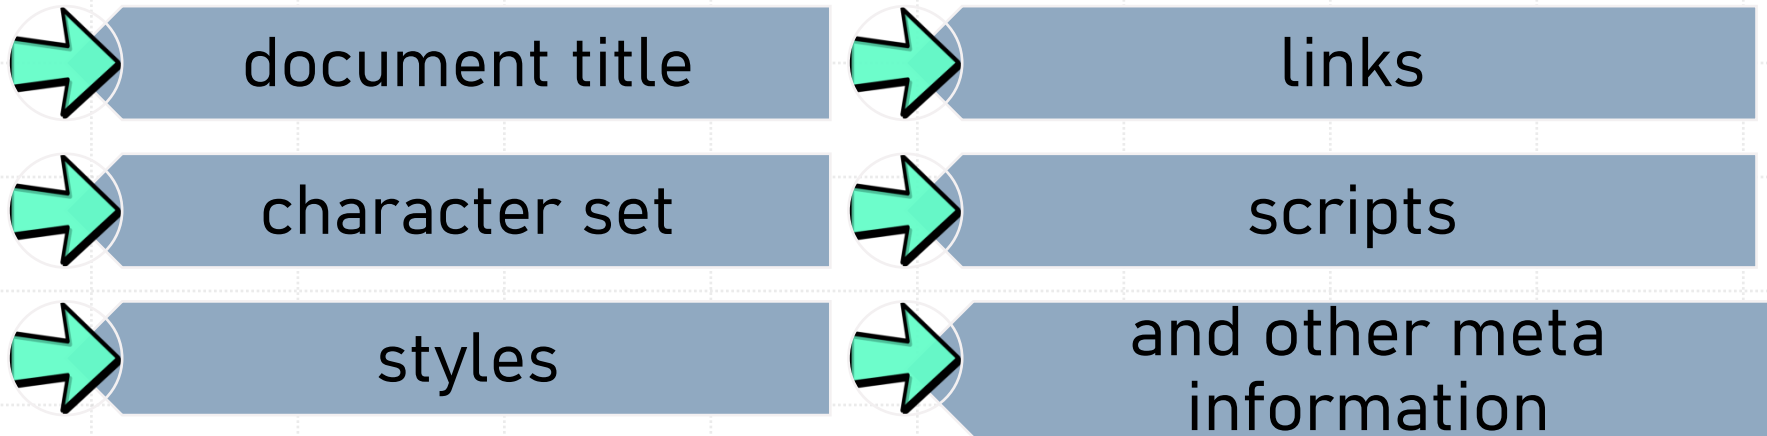 document title
links
character set
scripts
styles
and other meta
information